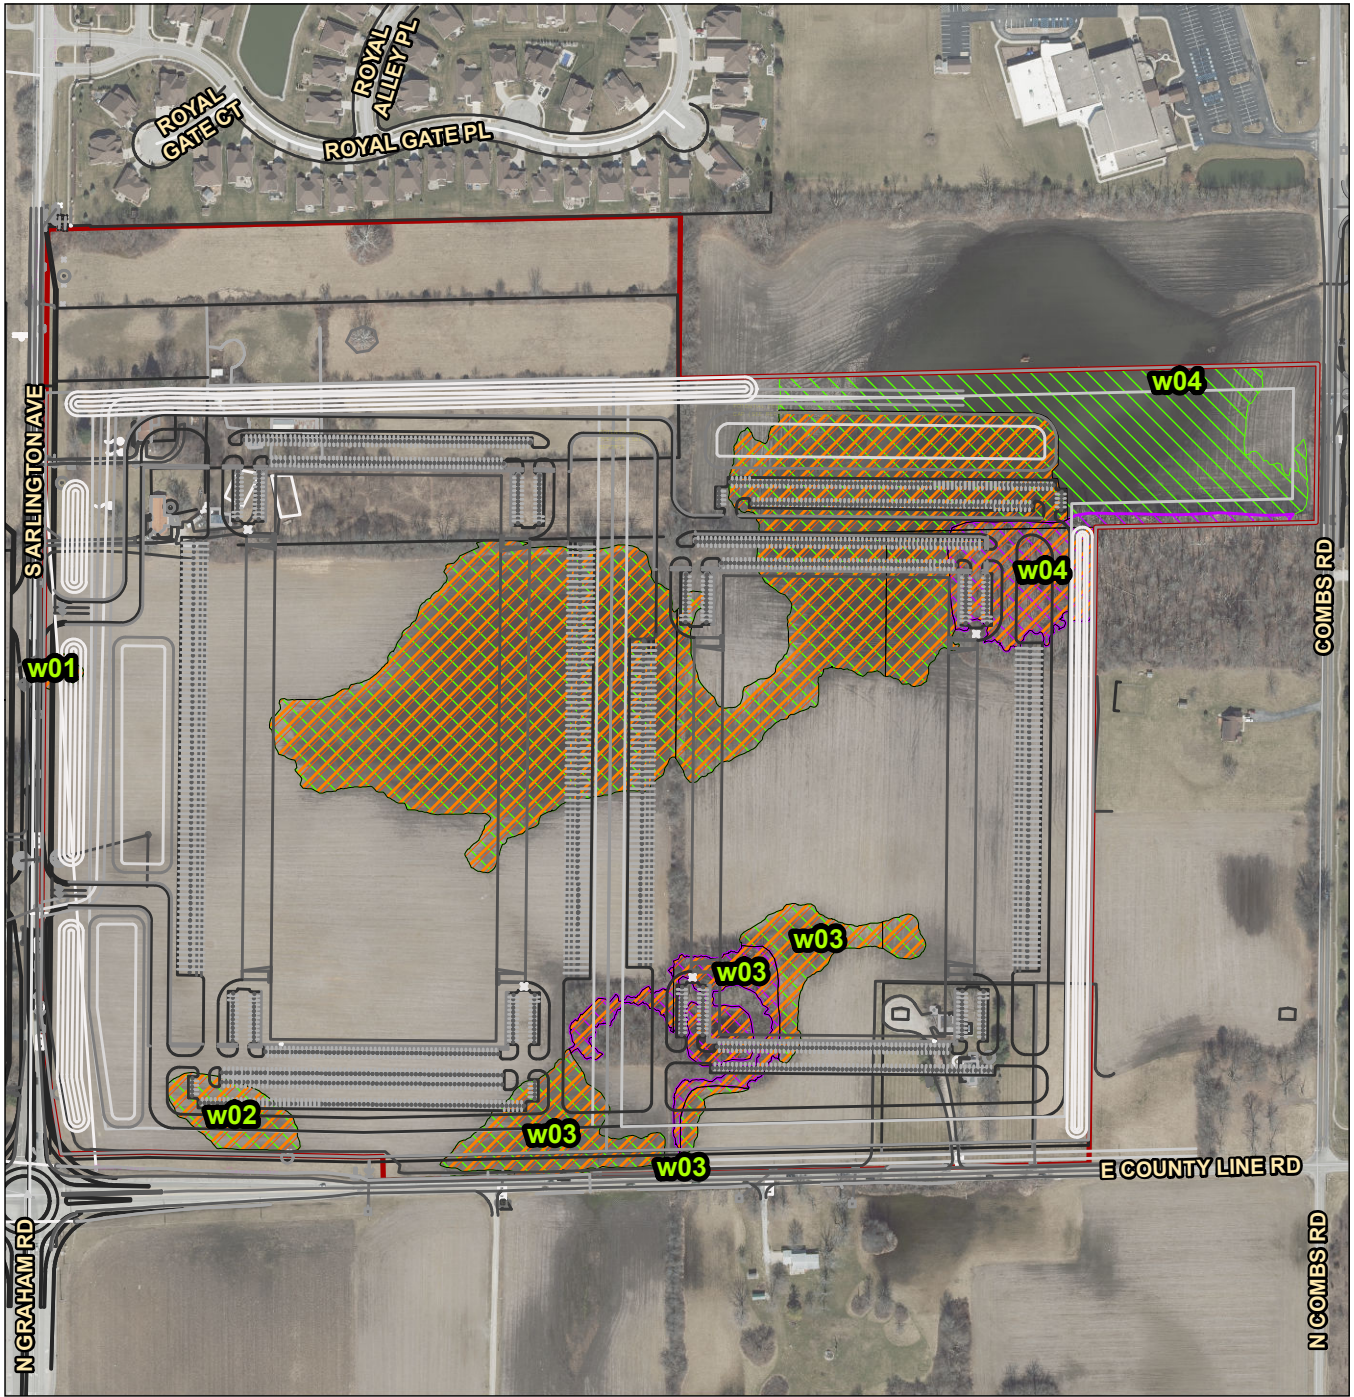 ROYAL
ALLEY PL
ROYAL
GATE CT
ROYAL GATE PL
S ARLINGTON AVE
w04
w04
COMBS RD
w01
w03
w03
w02
w03
w03
E COUNTY LINE RD
N GRAHAM RD
N COMBS RD